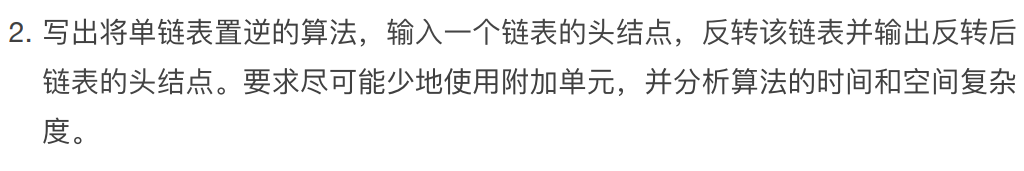 2. 写出将单链表置逆的算法，输入一个链表的头结点，反转该链表并输出反转后
链表的头结点。要求尽可能少地使用附加单元，并分析算法的时间和空间复杂
度。